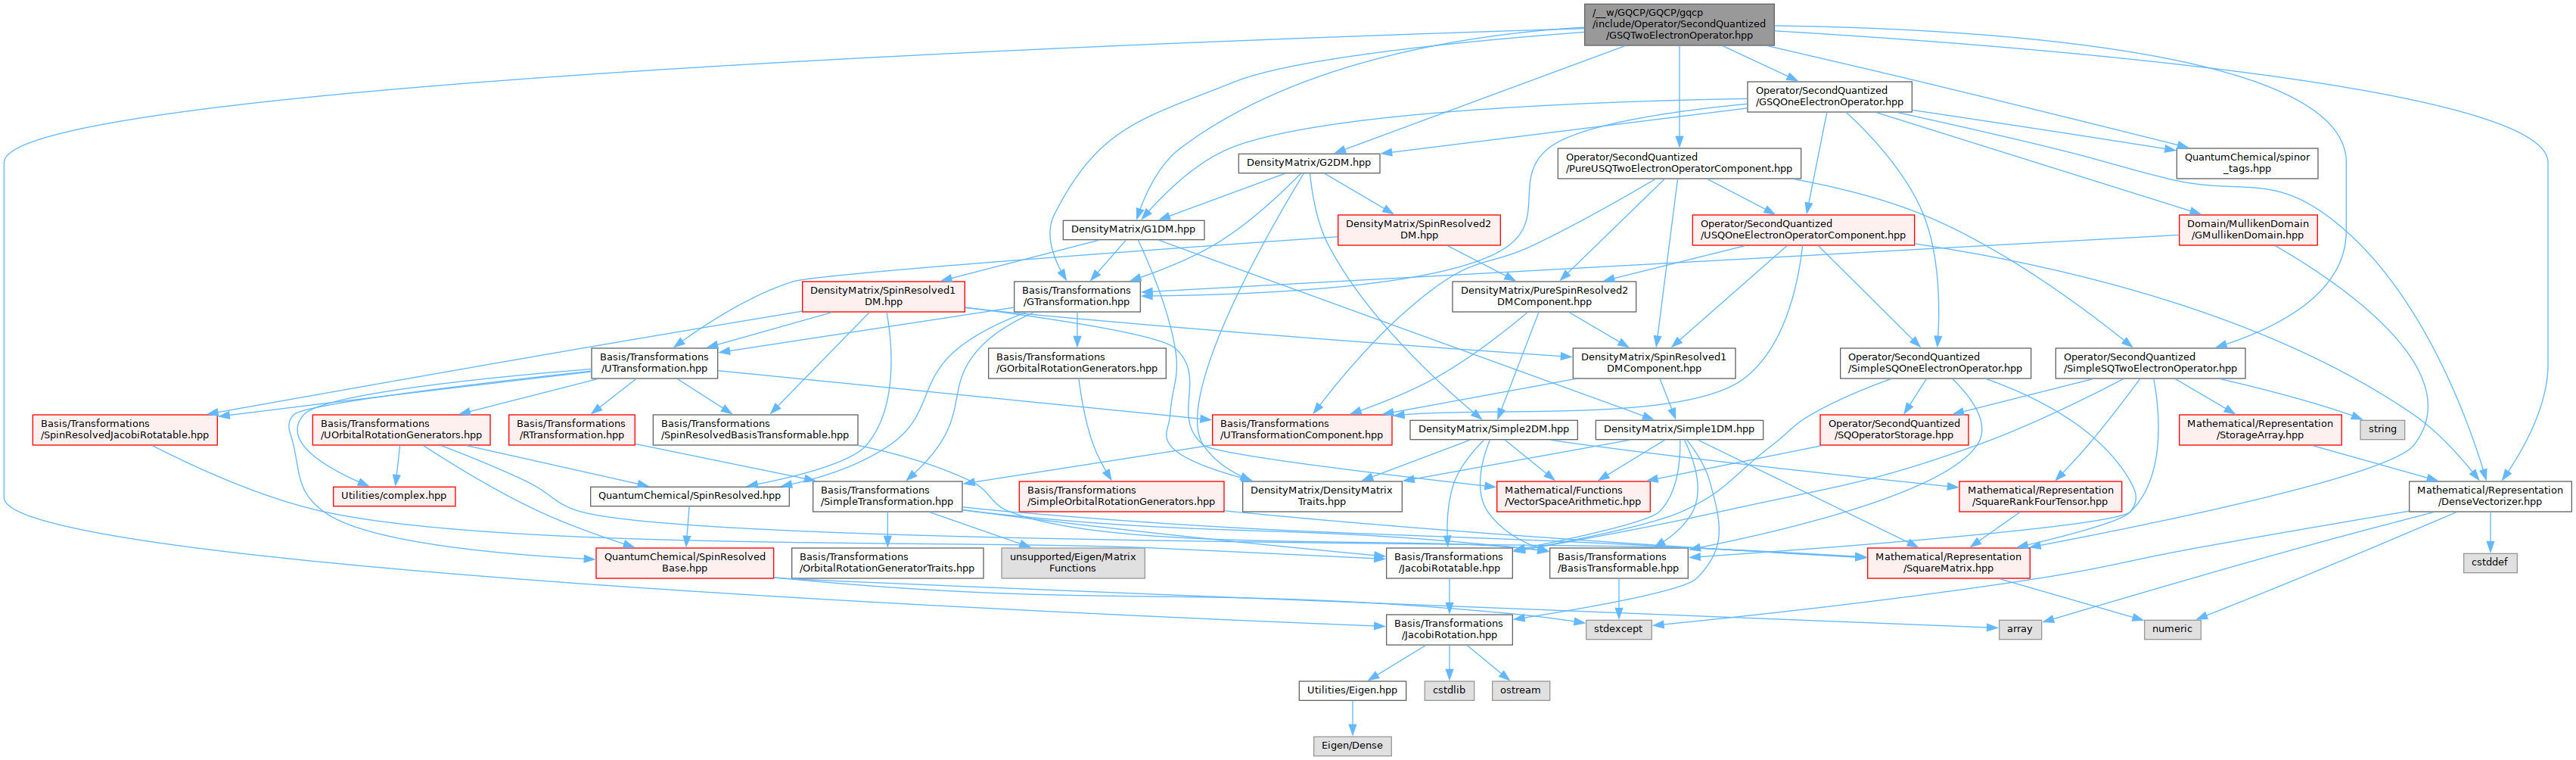 /__w/GQCP/GQCP/gqcp
/include/Operator/SecondQuantized
/GSQTwoElectronOperator.hpp
Operator/SecondQuantized
/GSQOneElectronOperator.hpp
DensityMatrix/G2DM.hpp
Operator/SecondQuantized
/PureUSQTwoElectronOperatorComponent.hpp
QuantumChemical/spinor
_tags.hpp
DensityMatrix/G1DM.hpp
DensityMatrix/SpinResolved2
DM.hpp
Operator/SecondQuantized
/USQOneElectronOperatorComponent.hpp
Domain/MullikenDomain
/GMullikenDomain.hpp
DensityMatrix/SpinResolved1
DM.hpp
Basis/Transformations
/GTransformation.hpp
DensityMatrix/PureSpinResolved2
DMComponent.hpp
Basis/Transformations
/UTransformation.hpp
Basis/Transformations
/GOrbitalRotationGenerators.hpp
DensityMatrix/SpinResolved1
DMComponent.hpp
Operator/SecondQuantized
/SimpleSQOneElectronOperator.hpp
Operator/SecondQuantized
/SimpleSQTwoElectronOperator.hpp
Basis/Transformations
/SpinResolvedJacobiRotatable.hpp
Basis/Transformations
/UOrbitalRotationGenerators.hpp
Basis/Transformations
/RTransformation.hpp
Basis/Transformations
/SpinResolvedBasisTransformable.hpp
Basis/Transformations
/UTransformationComponent.hpp
DensityMatrix/Simple2DM.hpp
DensityMatrix/Simple1DM.hpp
Operator/SecondQuantized
/SQOperatorStorage.hpp
Mathematical/Representation
/StorageArray.hpp
string
Utilities/complex.hpp
QuantumChemical/SpinResolved.hpp
Basis/Transformations
/SimpleTransformation.hpp
Basis/Transformations
/SimpleOrbitalRotationGenerators.hpp
DensityMatrix/DensityMatrix
Traits.hpp
Mathematical/Functions
/VectorSpaceArithmetic.hpp
Mathematical/Representation
/SquareRankFourTensor.hpp
Mathematical/Representation
/DenseVectorizer.hpp
QuantumChemical/SpinResolved
Base.hpp
Basis/Transformations
/OrbitalRotationGeneratorTraits.hpp
unsupported/Eigen/Matrix
Functions
Basis/Transformations
/JacobiRotatable.hpp
Basis/Transformations
/BasisTransformable.hpp
Mathematical/Representation
/SquareMatrix.hpp
cstddef
Basis/Transformations
/JacobiRotation.hpp
stdexcept
array
numeric
Utilities/Eigen.hpp
cstdlib
ostream
Eigen/Dense